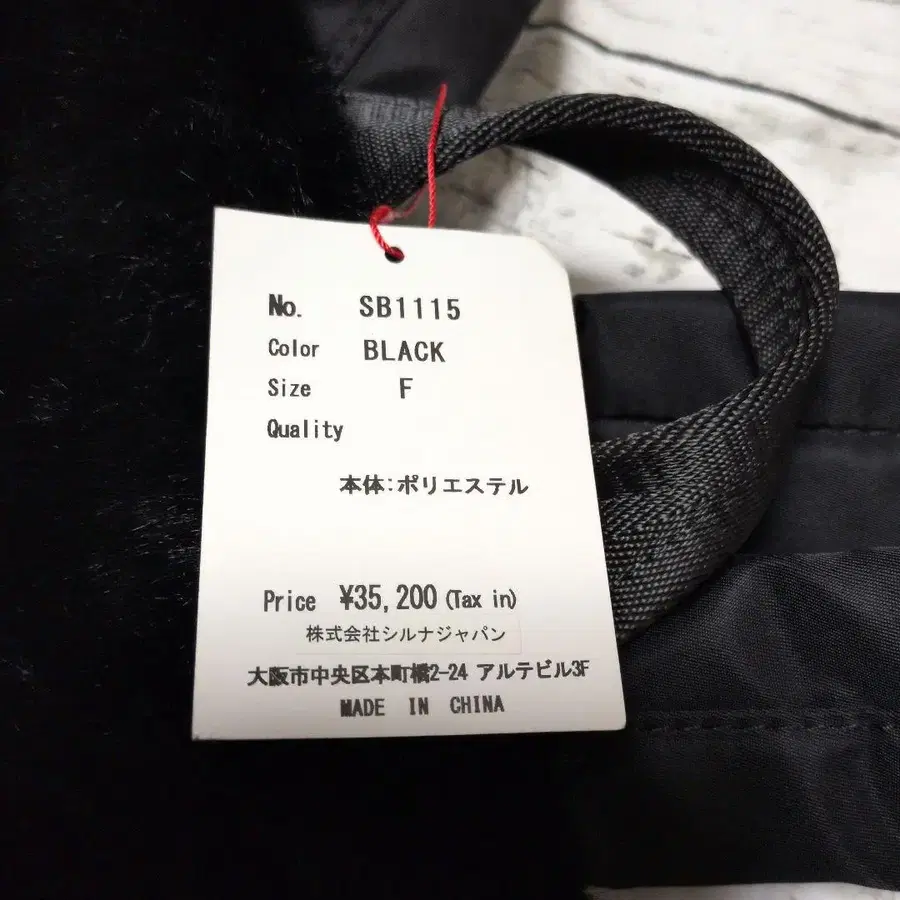 No. SB1115
Color BLACK
Size F
Quality
本体:ポリエステル
Price ¥35,200 (Tax in)
株式会社シルナジャパン
大阪市中央区本町橋2-24 アルテビル3F
MADE IN CHINA